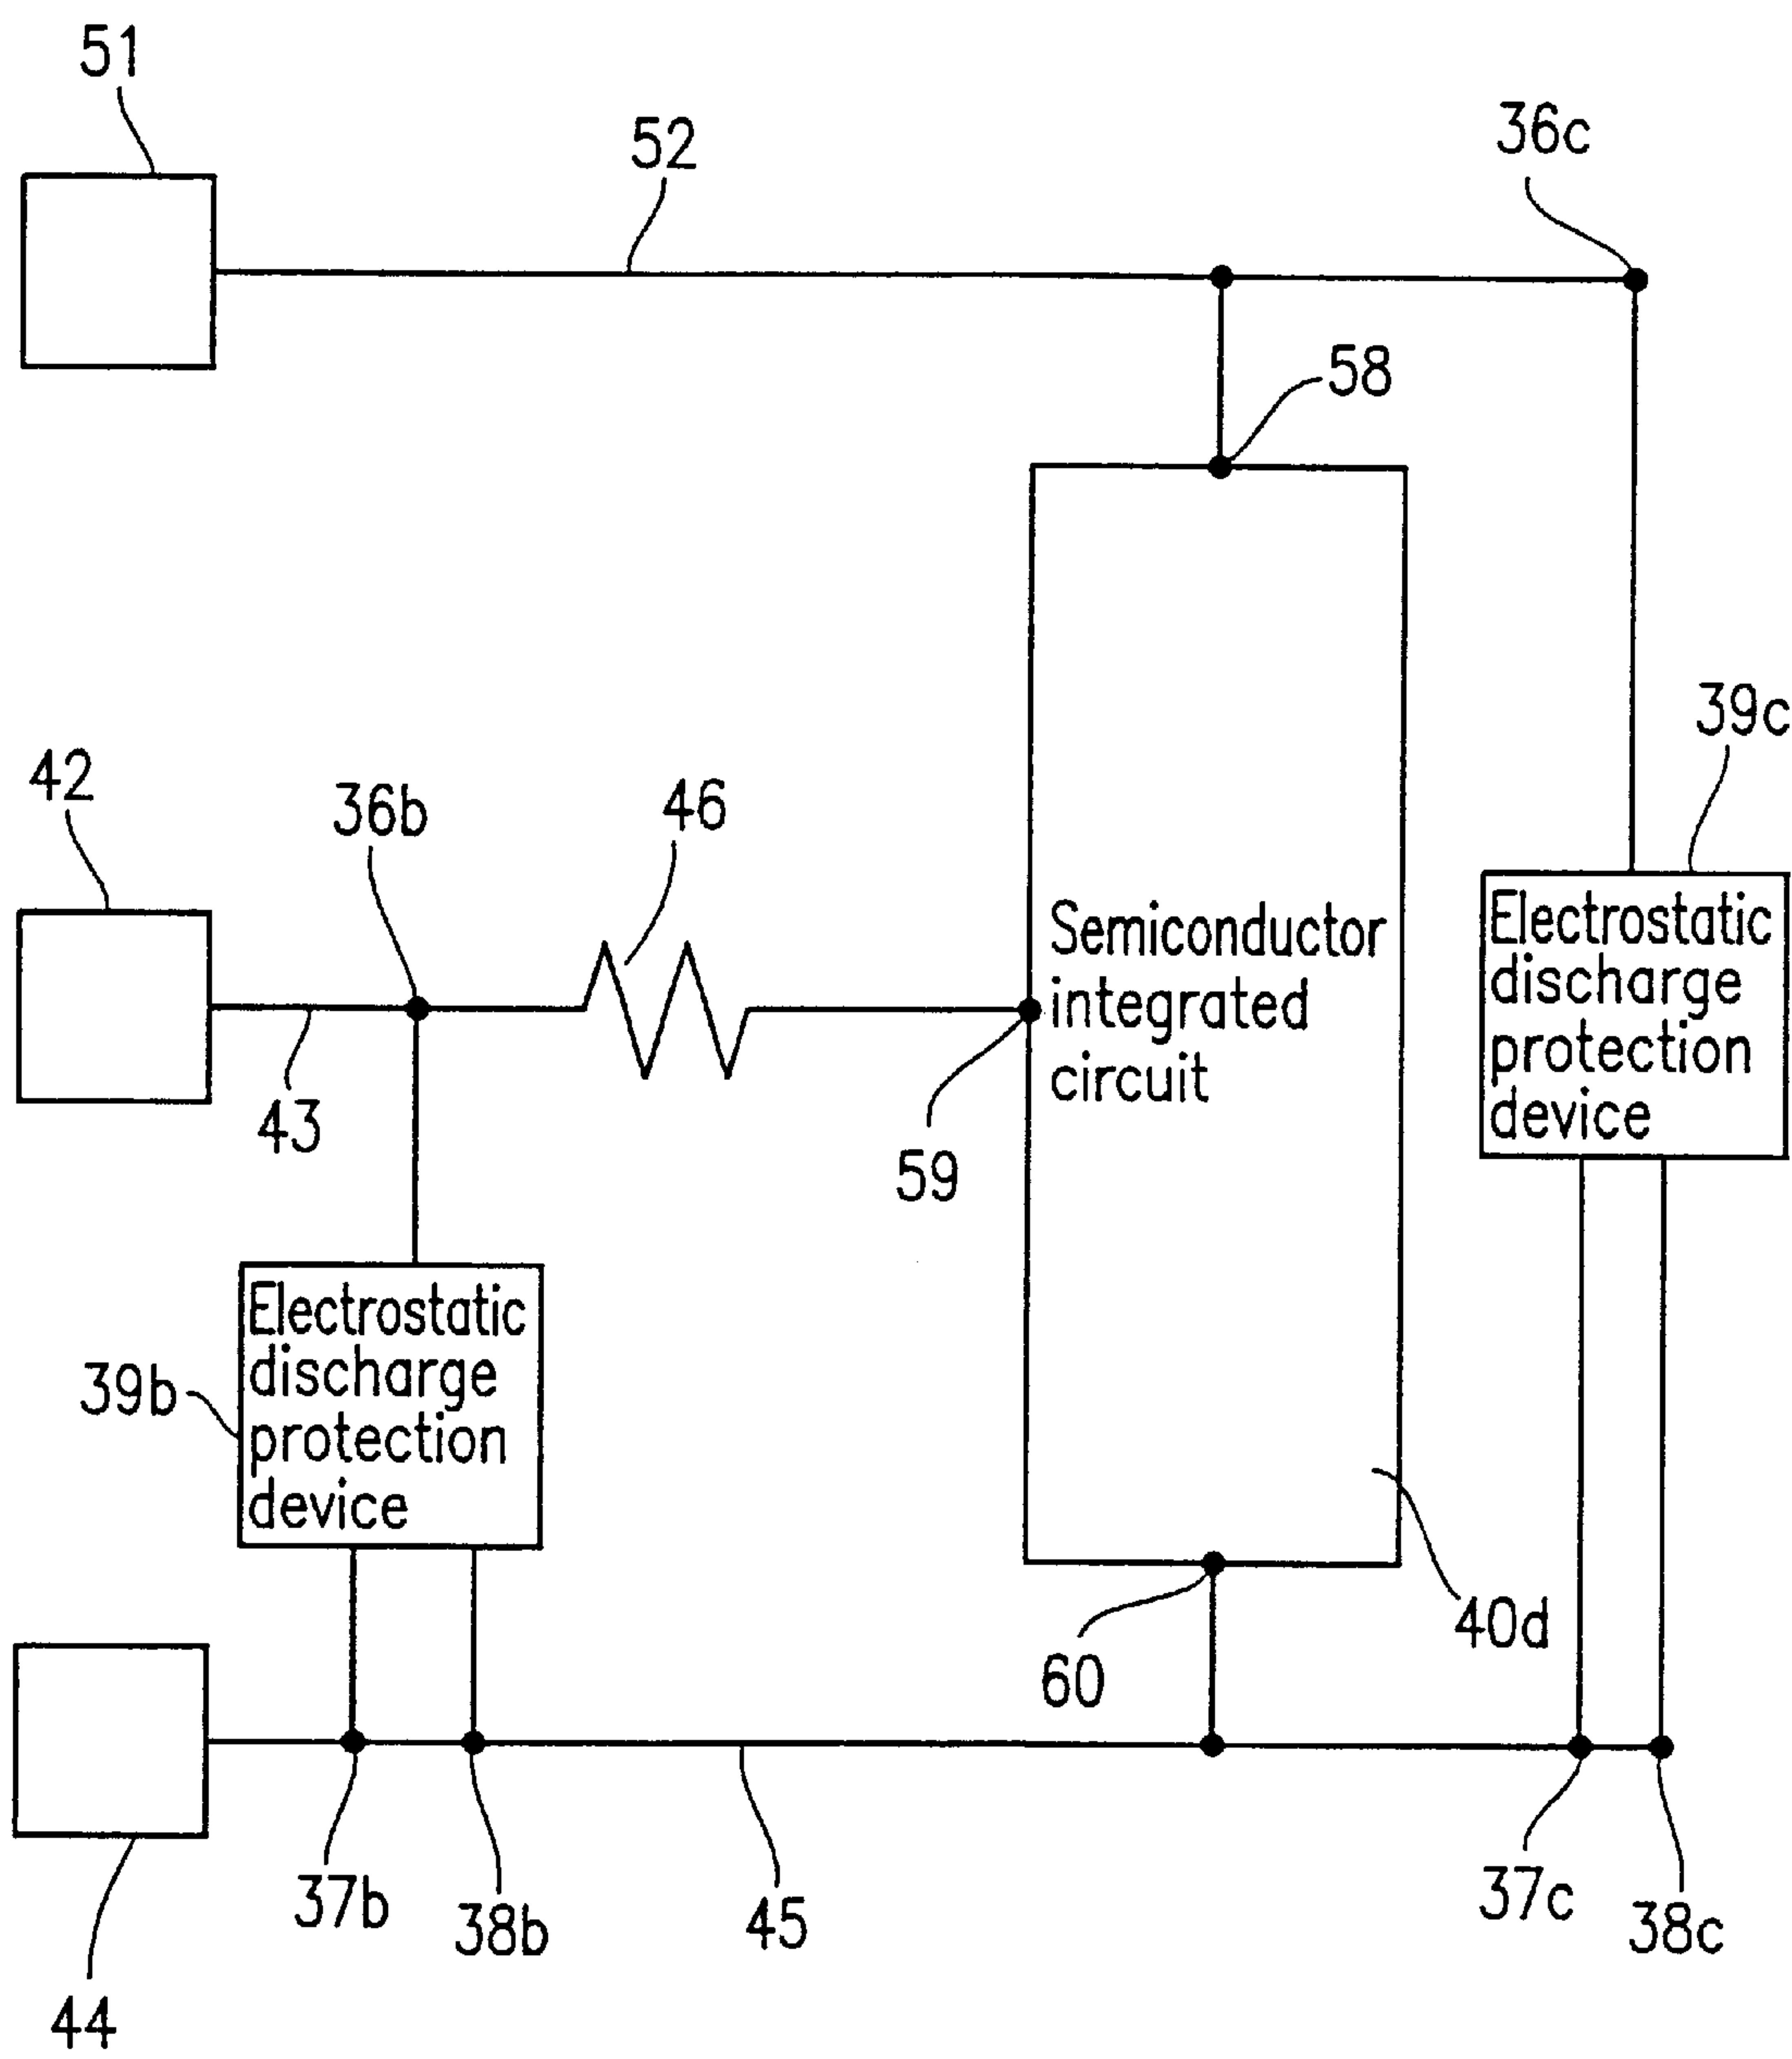 51
52
36c
58
39c
42
36b
46
Electrostatic
discharge
protection
device
Semiconductor
integrated
circuit
43
59
Electrostatic
discharge
protection
device
39b
40d
60
37b
38b
45
37c
38c
44